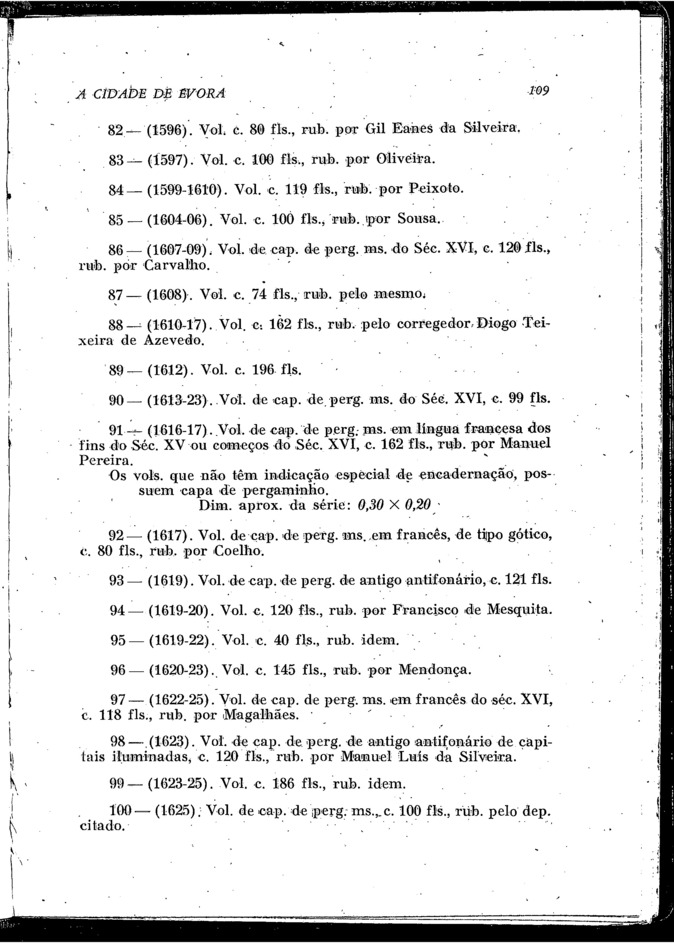 A CIDADE DE ÉVORA 109
82 — (1596). Vol. c. 80 fls., rub. por Gil Eanes da Silveira.
83 — (1597). Vol. c. 100 fls., rub. por Oliveira.
84 — (1599-1610). Vol. c. 119 fls., rub. por Peixoto.
85 — (1604-06). Vol. c. 100 fls., rub. por Sousa.
86 — (1607-09). Vol. de cap. de perg. ms. do Séc. XVI, c. 120 fls.,
rub. por Carvalho.
87 — (1608). Vol. c. 74 fls., rub. pelo mesmo.
88 — (1610-17). Vol. c. 162 fls., rub. pelo corregedor Diogo Tei-
xeira de Azevedo.
89 — (1612). Vol. c. 196 fls.
90 — (1613-23). Vol. de cap. de perg. ms. do Séc. XVI, c. 99 fls.
91 — (1616-17). Vol. de cap. de perg. ms. em língua francesa dos
fins do Séc. XV ou começos do Séc. XVI, c. 162 fls., rub. por Manuel
Pereira.
Os vols. que não têm indicação especial de encadernação, pos-
suem capa de pergaminho.
Dim. aprox. da série: 0,30 × 0,20
92 — (1617). Vol. de cap. de perg. ms. em francês, de tipo gótico,
c. 80 fls., rub. por Coelho.
93 — (1619). Vol. de cap. de perg. de antigo antifonário, c. 121 fls.
94 — (1619-20). Vol. c. 120 fls., rub. por Francisco de Mesquita.
95 — (1619-22). Vol. c. 40 fls., rub. idem.
96 — (1620-23). Vol. c. 145 fls., rub. por Mendonça.
97 — (1622-25). Vol. de cap. de perg. ms. em francês do séc. XVI,
c. 118 fls., rub. por Magalhães.
98 — (1623). Vol. de cap. de perg. de antigo antifonário de capi-
tais iluminadas, c. 120 fls., rub. por Manuel Luís da Silveira.
99 — (1623-25). Vol. c. 186 fls., rub. idem.
100 — (1625). Vol. de cap. de perg. ms., c. 100 fls., rub. pelo dep.
citado.